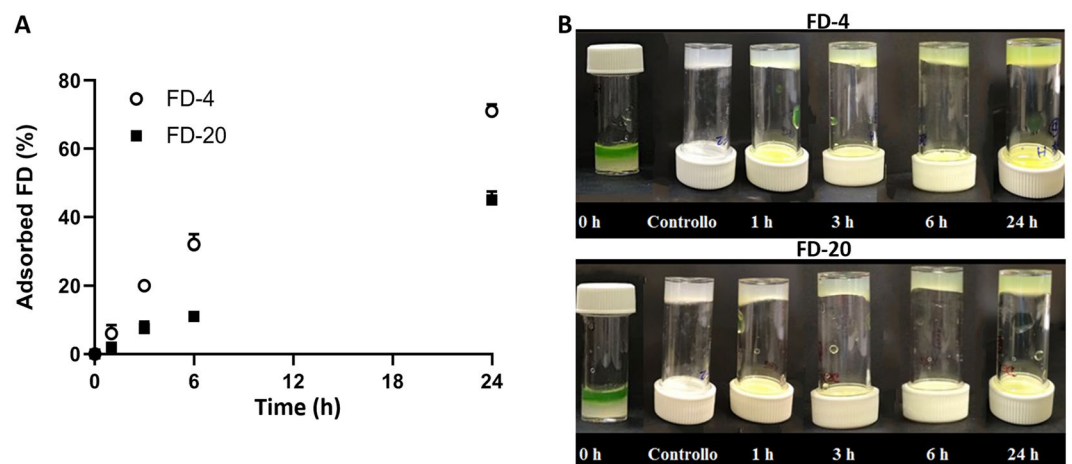 A
Adsorbed FD (%)
80
60
40
20
0
FD-4
FD-20
0 6 12 18 24
Time (h)
B
FD-4
0 h Controllo 1 h 3 h 6 h 24 h
FD-20
0 h Controllo 1 h 3 h 6 h 24 h